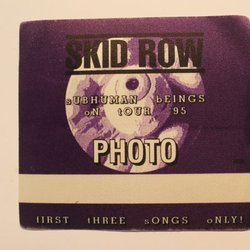 SKID ROW
sUBHUMAN bEINGS
oN tOUR '95
PHOTO
fIRST tHREE sONGS oNLY!